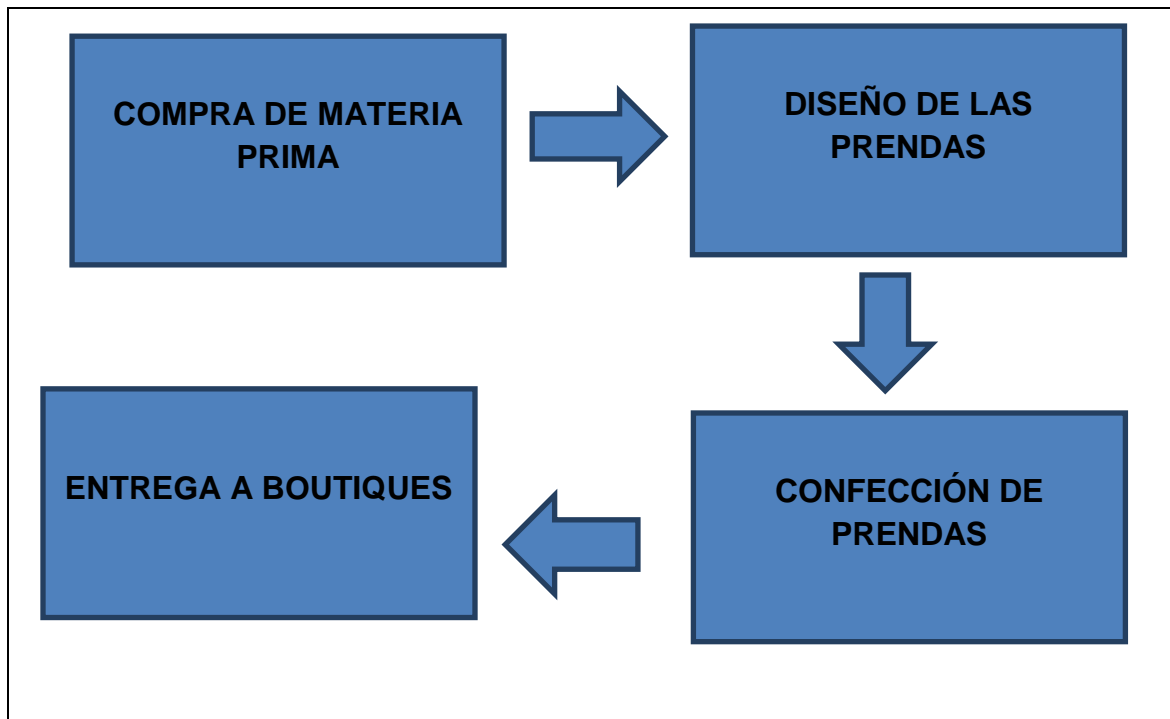 COMPRA DE MATERIA
PRIMA
DISEÑO DE LAS
PRENDAS
CONFECCIÓN DE
PRENDAS
ENTREGA A BOUTIQUES